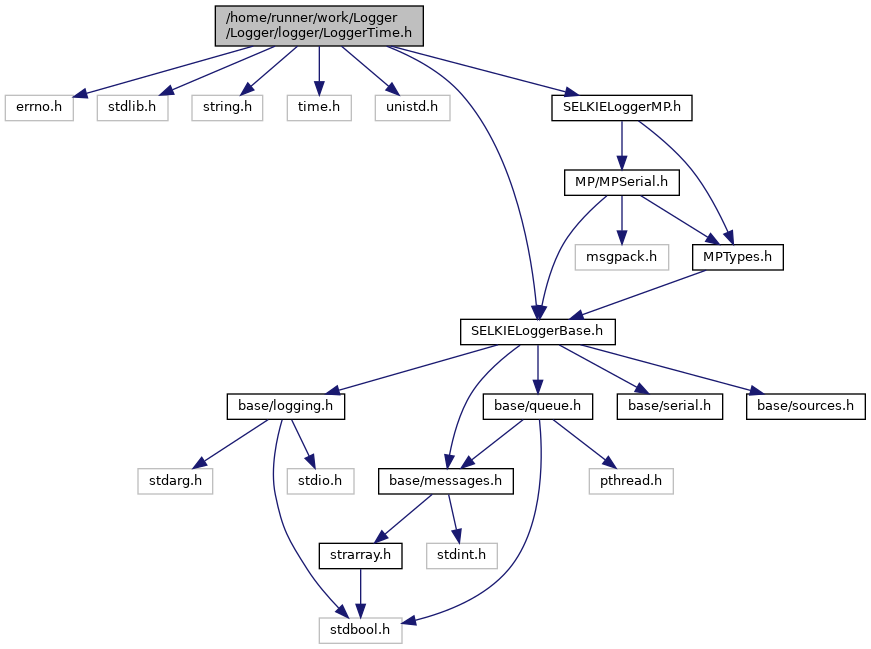 /home/runner/work/Logger
/Logger/logger/LoggerTime.h
errno.h
stdlib.h
string.h
time.h
unistd.h
SELKIELoggerMP.h
MP/MPSerial.h
msgpack.h
MPTypes.h
SELKIELoggerBase.h
base/logging.h
base/queue.h
base/serial.h
base/sources.h
stdarg.h
stdio.h
base/messages.h
pthread.h
strarray.h
stdint.h
stdbool.h